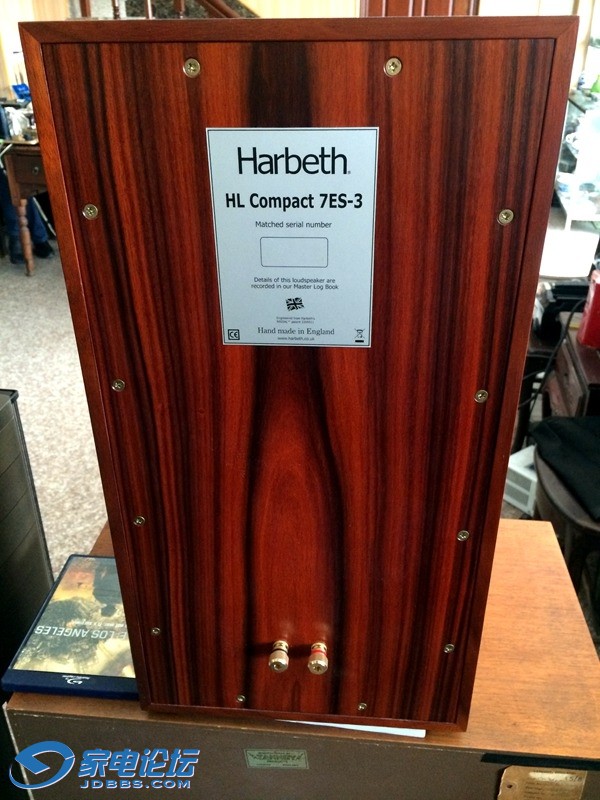 Harbeth®
HL Compact 7ES-3
Matched serial number
Details of this loudspeaker are
recorded in our Master Log Book
Hand made in England
www.harbeth.co.uk
CE
LOS ANGELES
家电论坛
JDBBS.COM